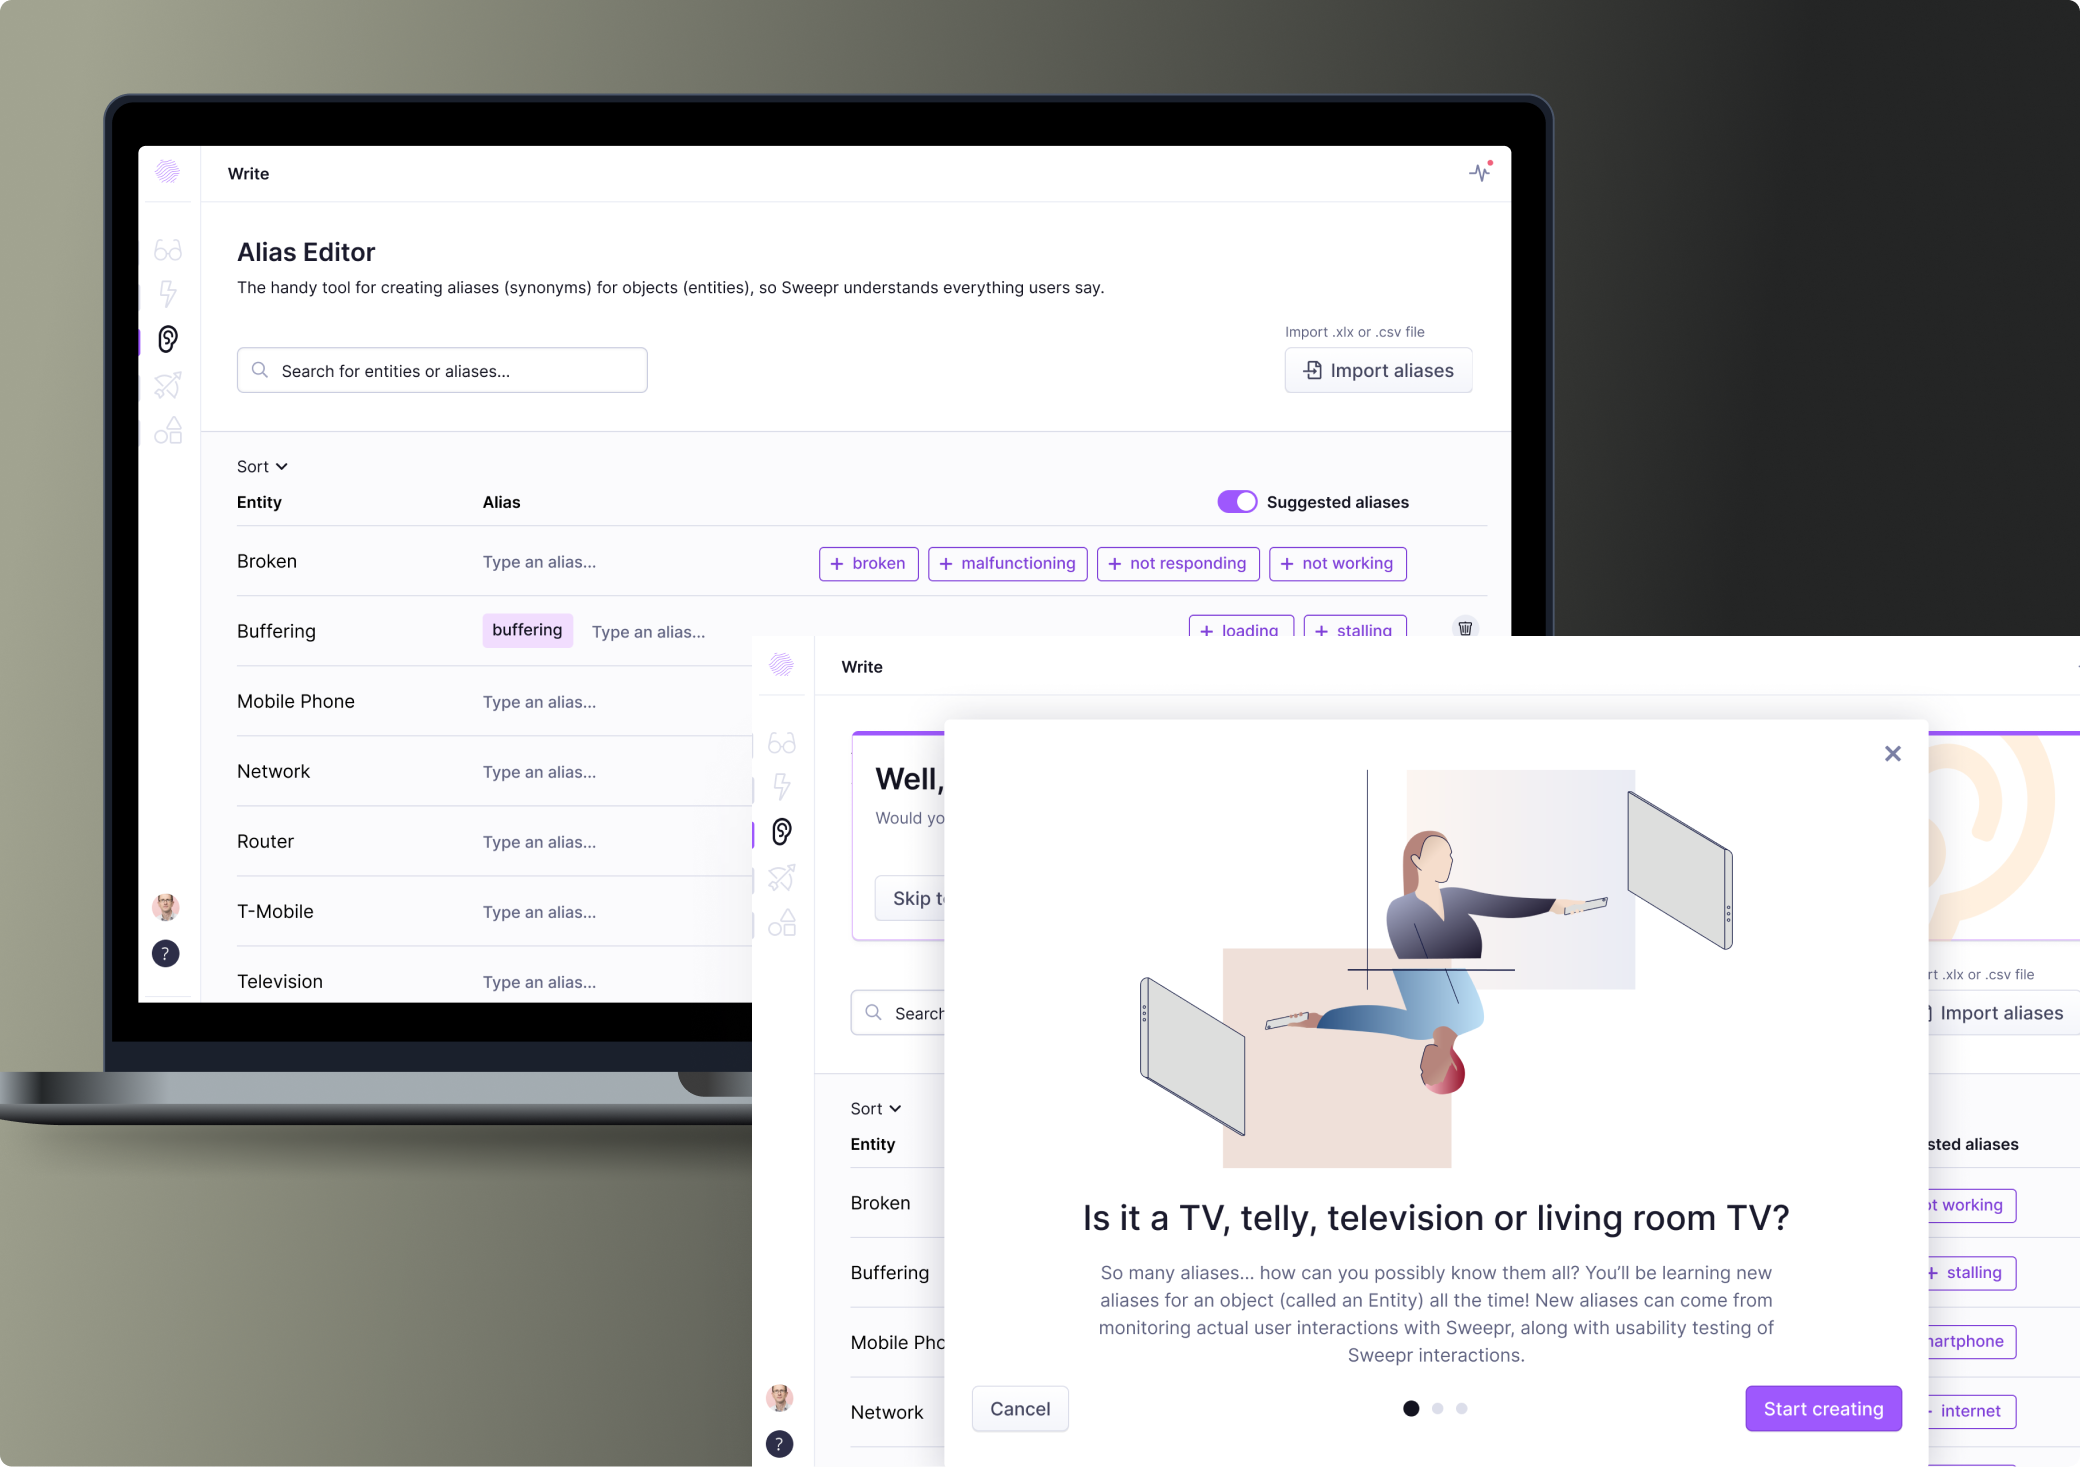 Write
Alias Editor
The handy tool for creating aliases (synonyms) for objects (entities), so Sweepr understands everything users say.
Import .xlx or .csv file
Search for entities or aliases...
Import aliases
Sort
Entity Alias Suggested aliases
Broken Type an alias... + broken + malfunctioning + not responding + not working
Buffering buffering Type an alias... + loading + stalling
Mobile Phone Type an alias...
Network Type an alias...
Router Type an alias...
T-Mobile Type an alias...
Television Type an alias...
?
Write
Well,
Would yo
Skip t
rt .xlx or .csv file
Search
Import aliases
Sort
Entity sted aliases
Broken ot working
Buffering + stalling
Mobile Pho martphone
Network internet
?
Is it a TV, telly, television or living room TV?
So many aliases... how can you possibly know them all? You’ll be learning new
aliases for an object (called an Entity) all the time! New aliases can come from
monitoring actual user interactions with Sweepr, along with usability testing of
Sweepr interactions.
Cancel
Start creating